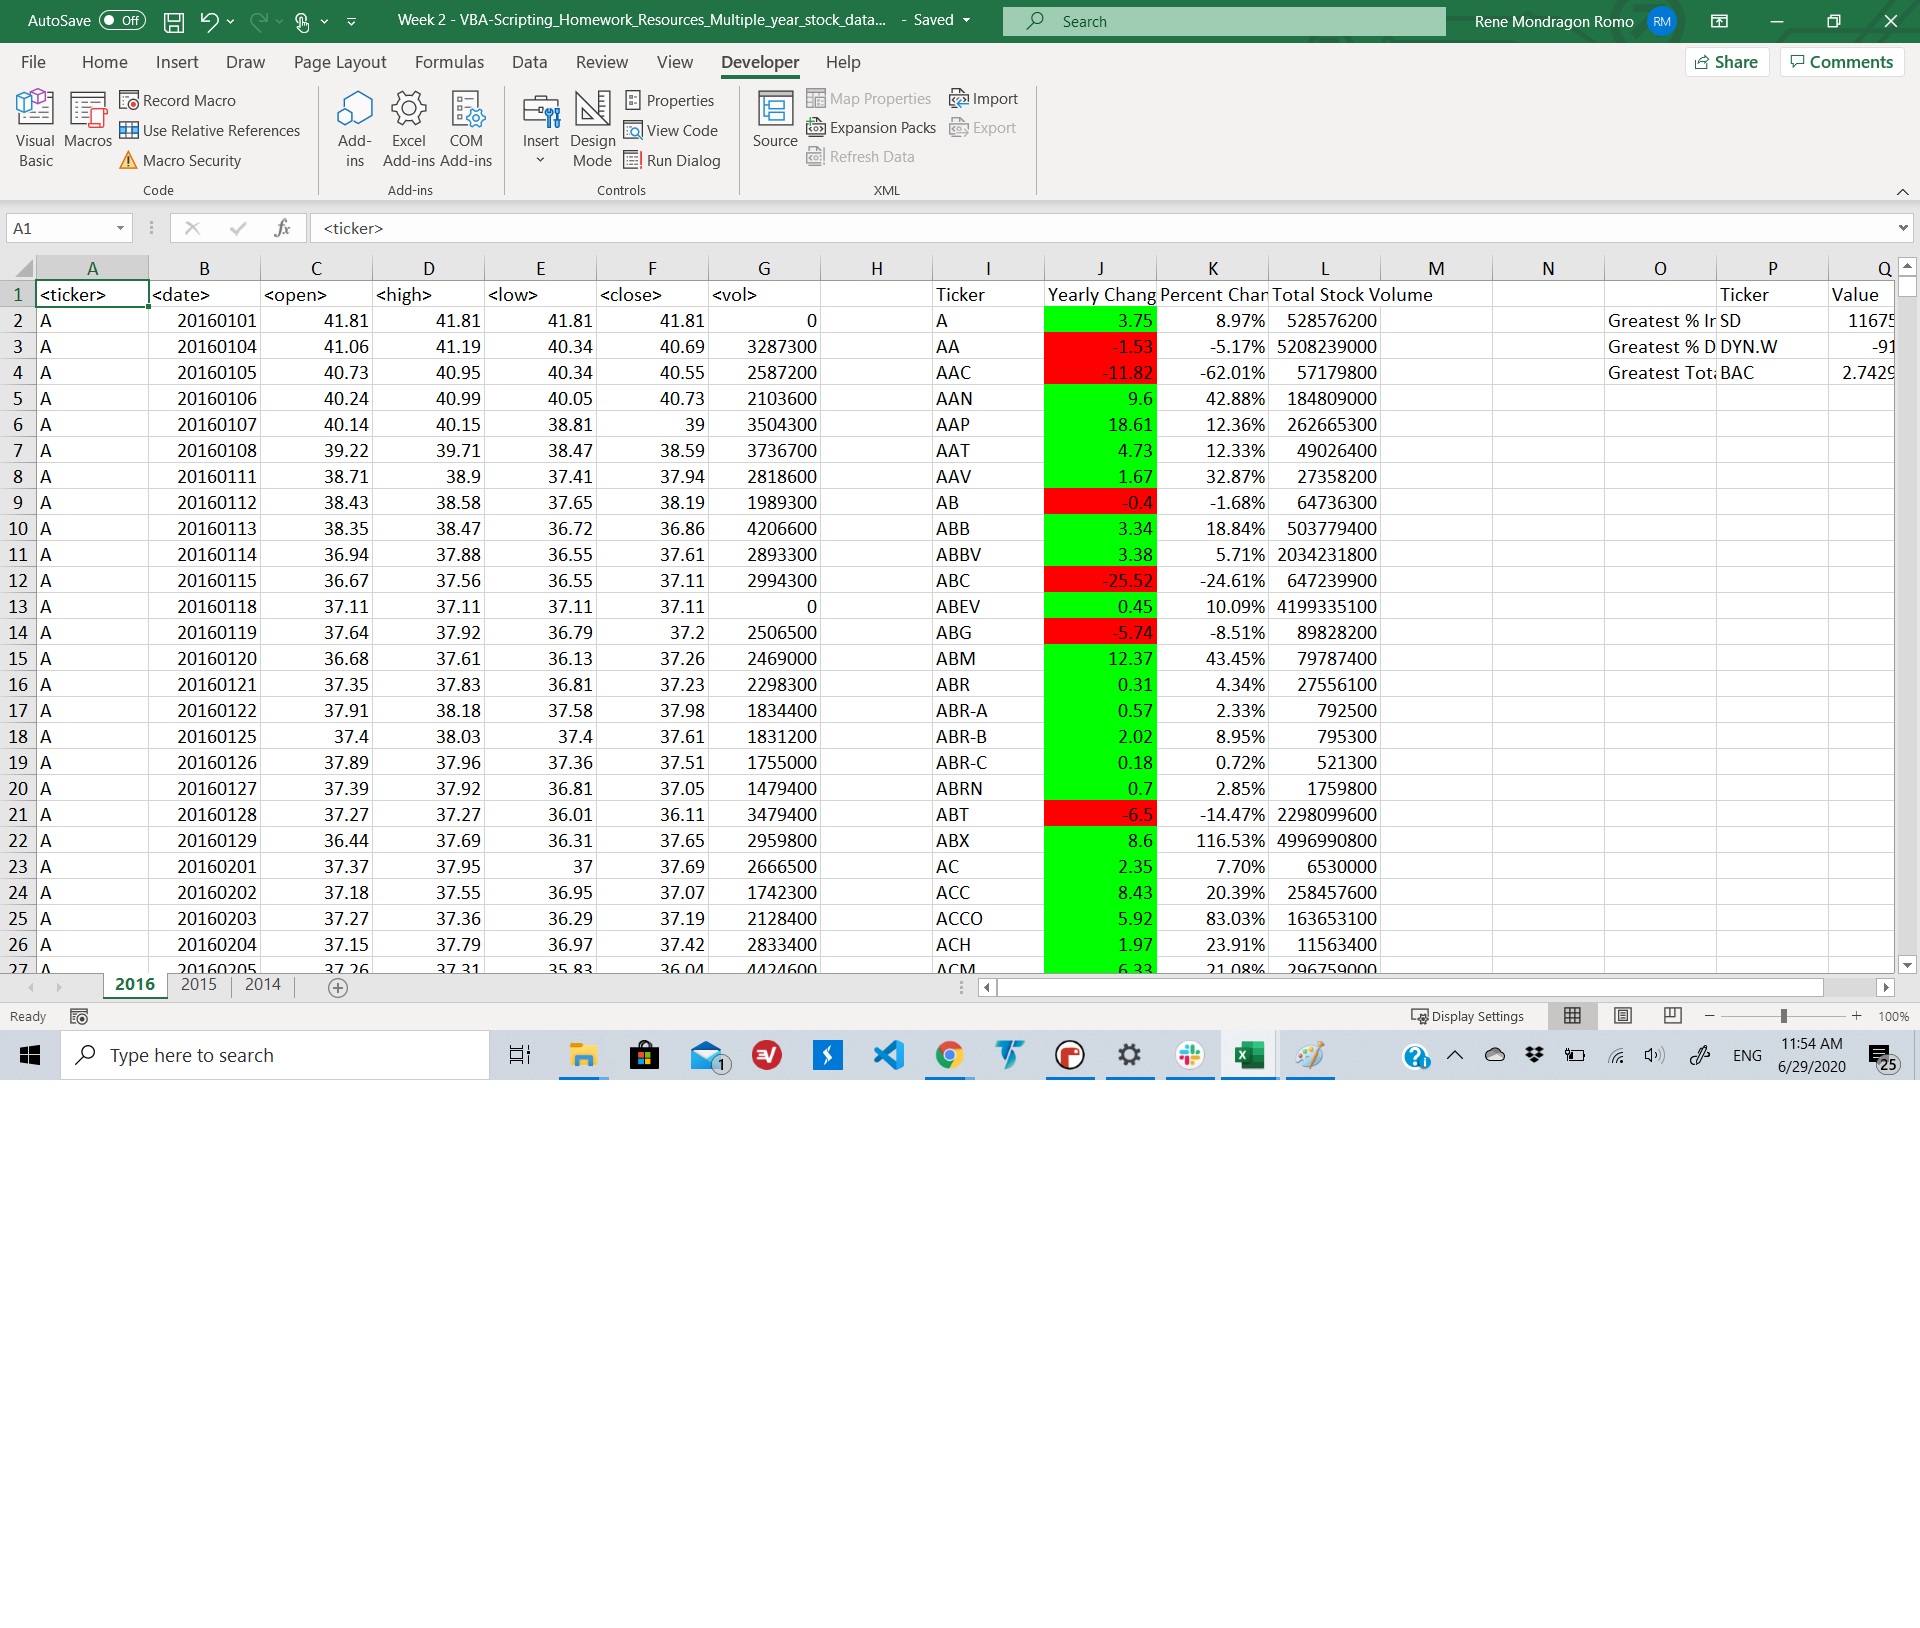 AutoSave Off Week 2 - VBA-Scripting_Homework_Resources_Multiple_year_stock_data... - Saved Search Rene Mondragon Romo RM
File Home Insert Draw Page Layout Formulas Data Review View Developer Help Share Comments
Visual Basic Macros Record Macro Use Relative References Macro Security Code
Add-ins Excel Add-ins COM Add-ins Add-ins
Insert Design Mode Properties View Code Run Dialog Controls
Source Map Properties Expansion Packs Refresh Data Import Export XML
A1 fx <ticker>
A B C D E F G H I J K L M N O P Q
1 <ticker> <date> <open> <high> <low> <close> <vol> Ticker Yearly Chang Percent Char Total Stock Volume Ticker Value
2 A 20160101 41.81 41.81 41.81 41.81 0 A 3.75 8.97% 528576200 Greatest % Ir SD 11675
3 A 20160104 41.06 41.19 40.34 40.69 3287300 AA -1.53 -5.17% 5208239000 Greatest % D DYN.W -91
4 A 20160105 40.73 40.95 40.34 40.55 2587200 AAC -11.82 -62.01% 57179800 Greatest Tota BAC 2.7429
5 A 20160106 40.24 40.99 40.05 40.73 2103600 AAN 9.6 42.88% 184809000
6 A 20160107 40.14 40.15 38.81 39 3504300 AAP 18.61 12.36% 262665300
7 A 20160108 39.22 39.71 38.47 38.59 3736700 AAT 4.73 12.33% 49026400
8 A 20160111 38.71 38.9 37.41 37.94 2818600 AAV 1.67 32.87% 27358200
9 A 20160112 38.43 38.58 37.65 38.19 1989300 AB -0.4 -1.68% 64736300
10 A 20160113 38.35 38.47 36.72 36.86 4206600 ABB 3.34 18.84% 503779400
11 A 20160114 36.94 37.88 36.55 37.61 2893300 ABBV 3.38 5.71% 2034231800
12 A 20160115 36.67 37.56 36.55 37.11 2994300 ABC -25.52 -24.61% 647239900
13 A 20160118 37.11 37.11 37.11 37.11 0 ABEV 0.45 10.09% 4199335100
14 A 20160119 37.64 37.92 36.79 37.2 2506500 ABG -5.74 -8.51% 89828200
15 A 20160120 36.68 37.61 36.13 37.26 2469000 ABM 12.37 43.45% 79787400
16 A 20160121 37.35 37.83 36.81 37.23 2298300 ABR 0.31 4.34% 27556100
17 A 20160122 37.91 38.18 37.58 37.98 1834400 ABR-A 0.57 2.33% 792500
18 A 20160125 37.4 38.03 37.4 37.61 1831200 ABR-B 2.02 8.95% 795300
19 A 20160126 37.89 37.96 37.36 37.51 1755000 ABR-C 0.18 0.72% 521300
20 A 20160127 37.39 37.92 36.81 37.05 1479400 ABRN 0.7 2.85% 1759800
21 A 20160128 37.27 37.27 36.01 36.11 3479400 ABT -6.5 -14.47% 2298099600
22 A 20160129 36.44 37.69 36.31 37.65 2959800 ABX 8.6 116.53% 4996990800
23 A 20160201 37.37 37.95 37 37.69 2666500 AC 2.35 7.70% 6530000
24 A 20160202 37.18 37.55 36.95 37.07 1742300 ACC 8.43 20.39% 258457600
25 A 20160203 37.27 37.36 36.29 37.19 2128400 ACCO 5.92 83.03% 163653100
26 A 20160204 37.15 37.79 36.97 37.42 2833400 ACH 1.97 23.91% 11563400
27 A 20160205 37.26 37.31 35.83 36.04 4424600 ACM 6.33 21.08% 296759000
2016 2015 2014
Ready Display Settings 100%
Type here to search 1 ENG 11:54 AM 6/29/2020 25